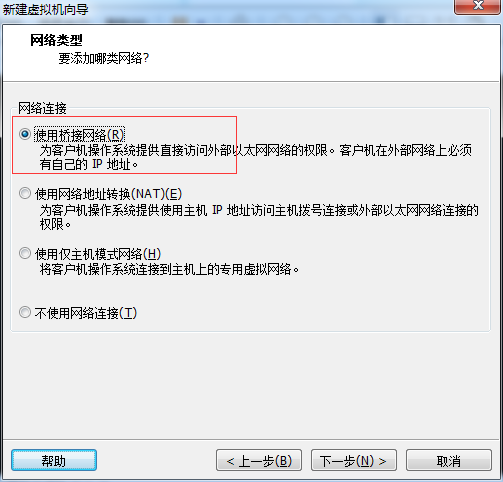 新建虚拟机向导
网络类型
要添加哪类网络?
网络连接
使用桥接网络(R)
为客户机操作系统提供直接访问外部以太网网络的权限。客户机在外部网络上必须
有自己的 IP 地址。
使用网络地址转换(NAT)(E)
为客户机操作系统提供使用主机 IP 地址访问主机拨号连接或外部以太网网络连接的
权限。
使用仅主机模式网络(H)
将客户机操作系统连接到主机上的专用虚拟网络。
不使用网络连接(T)
帮助
< 上一步(B)
下一步(N) >
取消